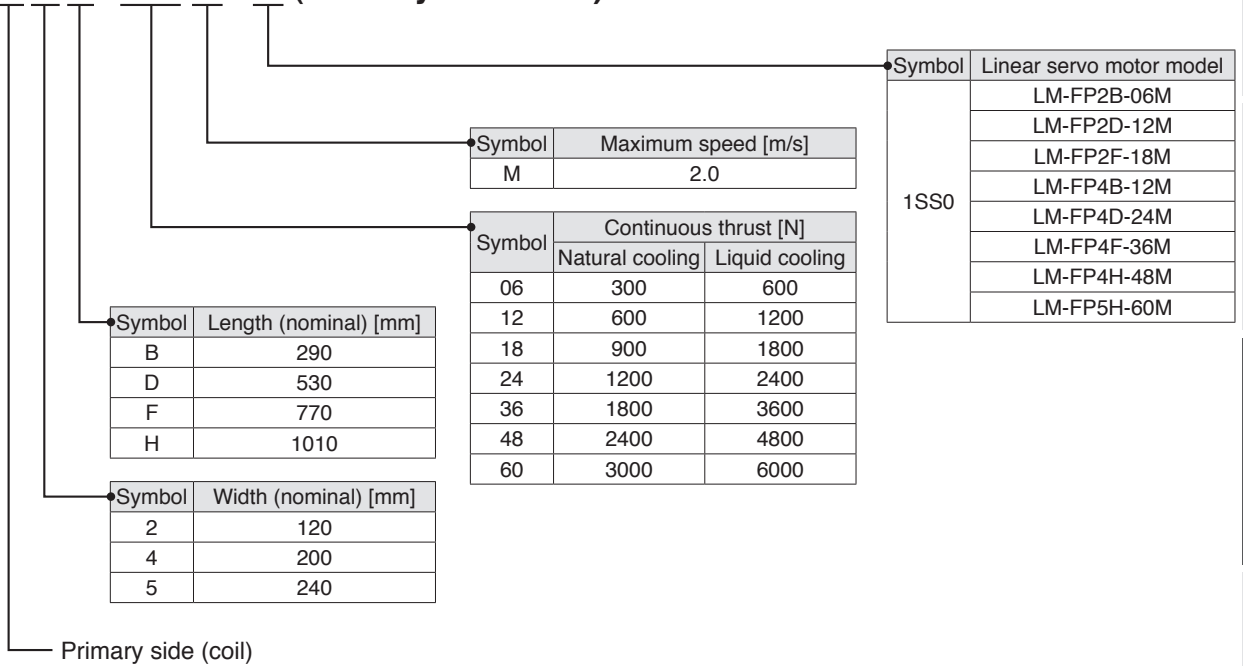 Symbol Linear servo motor model
1SS0
LM-FP2B-06M
LM-FP2D-12M
LM-FP2F-18M
LM-FP4B-12M
LM-FP4D-24M
LM-FP4F-36M
LM-FP4H-48M
LM-FP5H-60M
Symbol Maximum speed [m/s]
M 2.0
Symbol Continuous thrust [N]
Natural cooling Liquid cooling
06 300 600
12 600 1200
18 900 1800
24 1200 2400
36 1800 3600
48 2400 4800
60 3000 6000
Symbol Length (nominal) [mm]
B 290
D 530
F 770
H 1010
Symbol Width (nominal) [mm]
2 120
4 200
5 240
Primary side (coil)